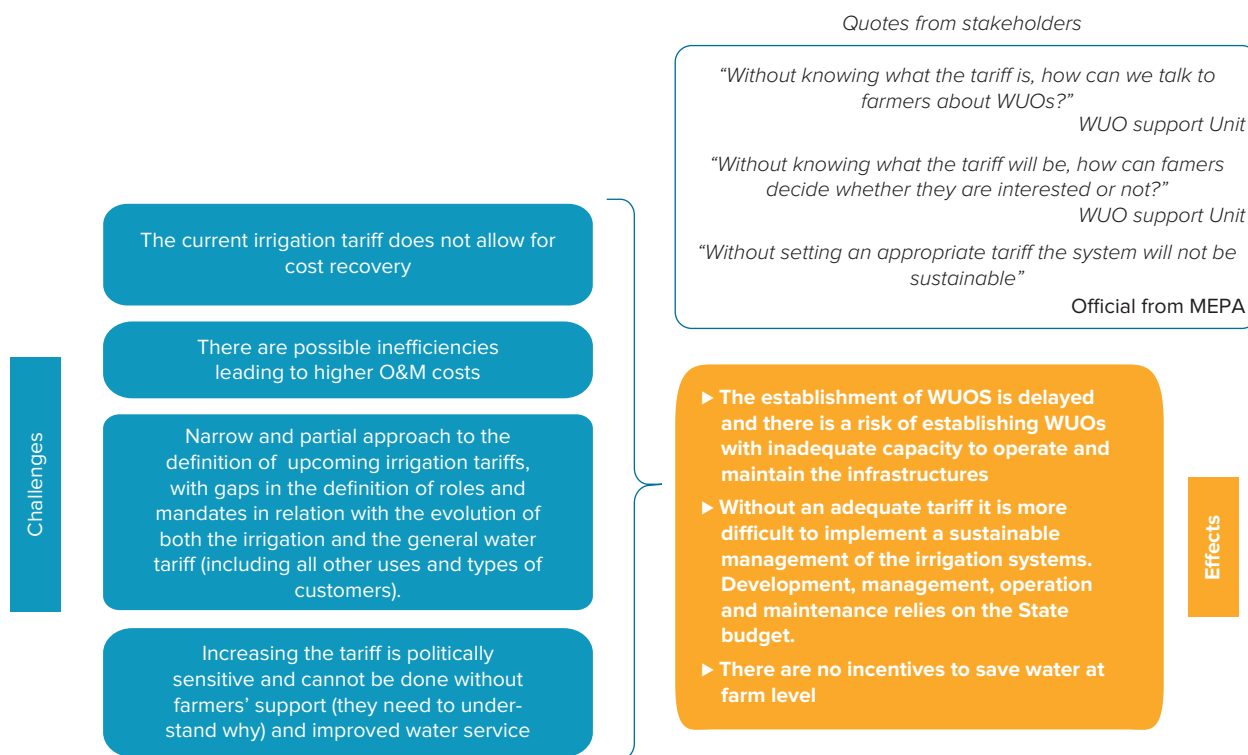 Quotes from stakeholders
“Without knowing what the tariff is, how can we talk to
farmers about WUOs?”
WUO support Unit
“Without knowing what the tariff will be, how can famers
decide whether they are interested or not?”
WUO support Unit
“Without setting an appropriate tariff the system will not be
sustainable”
Official from MEPA
Challenges
The current irrigation tariff does not allow for
cost recovery
There are possible inefficiencies
leading to higher O&M costs
Narrow and partial approach to the
definition of upcoming irrigation tariffs,
with gaps in the definition of roles and
mandates in relation with the evolution of
both the irrigation and the general water
tariff (including all other uses and types of
customers).
Increasing the tariff is politically
sensitive and cannot be done without
farmers’ support (they need to under-
stand why) and improved water service
▶ The establishment of WUOS is delayed
and there is a risk of establishing WUOs
with inadequate capacity to operate and
maintain the infrastructures
▶ Without an adequate tariff it is more
difficult to implement a sustainable
management of the irrigation systems.
Development, management, operation
and maintenance relies on the State
budget.
▶ There are no incentives to save water at
farm level
Effects